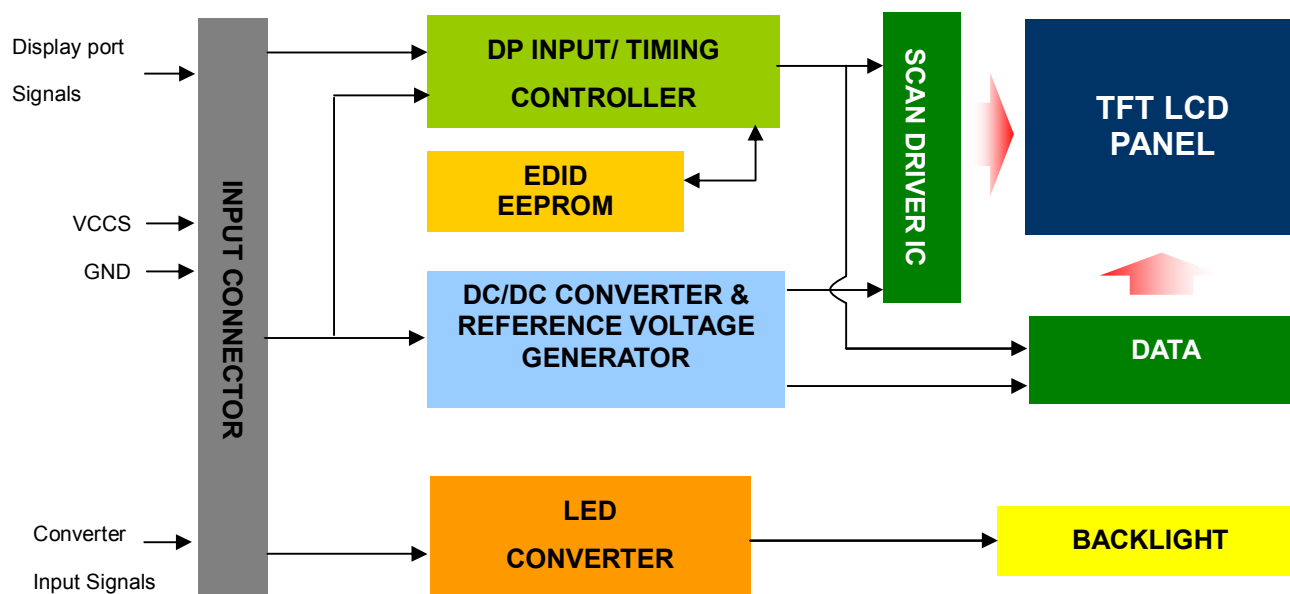 Display port
Signals
VCCS
GND
Converter
Input Signals
INPUT CONNECTOR
DP INPUT/ TIMING
CONTROLLER
EDID
EEPROM
DC/DC CONVERTER &
REFERENCE VOLTAGE
GENERATOR
LED
CONVERTER
SCAN DRIVER IC
TFT LCD
PANEL
DATA
BACKLIGHT